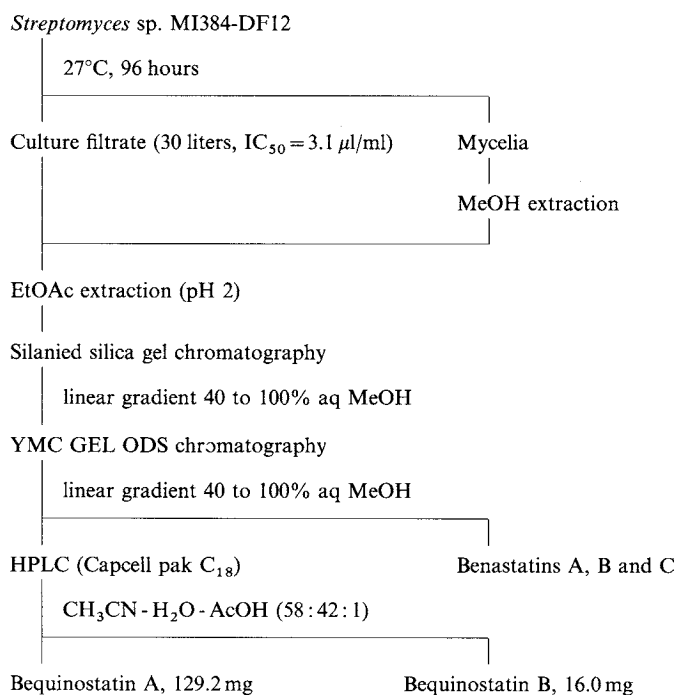 Streptomyces sp. MI384-DF12
27°C, 96 hours
Culture filtrate (30 liters, IC₅₀ = 3.1 μl/ml)
Mycelia
MeOH extraction
EtOAc extraction (pH 2)
Silanied silica gel chromatography
linear gradient 40 to 100% aq MeOH
YMC GEL ODS chromatography
linear gradient 40 to 100% aq MeOH
HPLC (Capcell pak C₁₈)
Benastatins A, B and C
CH₃CN - H₂O - AcOH (58 : 42 : 1)
Bequinostatin A, 129.2 mg
Bequinostatin B, 16.0 mg